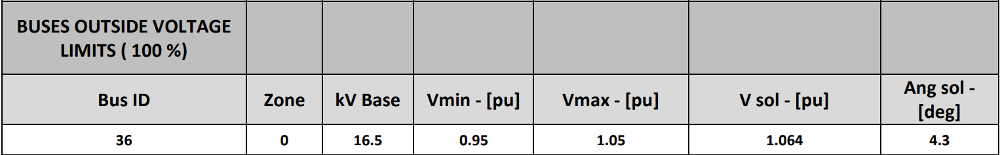 BUSES OUTSIDE VOLTAGE
LIMITS ( 100 %)
Bus ID Zone kV Base Vmin - [pu] Vmax - [pu] V sol - [pu] Ang sol -
[deg]
36 0 16.5 0.95 1.05 1.064 4.3